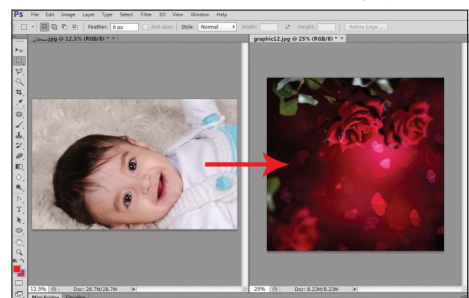 Ps File Edit Image Layer Type Select Filter 3D View Window Help
Feather: 0 px Anti-alias Style: Normal Width: Height: Refine Edge...
سنجان.jpg @ 12.5% (RGB/8) * ×
graphic12.jpg @ 25% (RGB/8) * ×
12.5% Doc: 28.7M/28.7M
25% Doc: 8.23M/8.23M
Mini Bridge Timeline